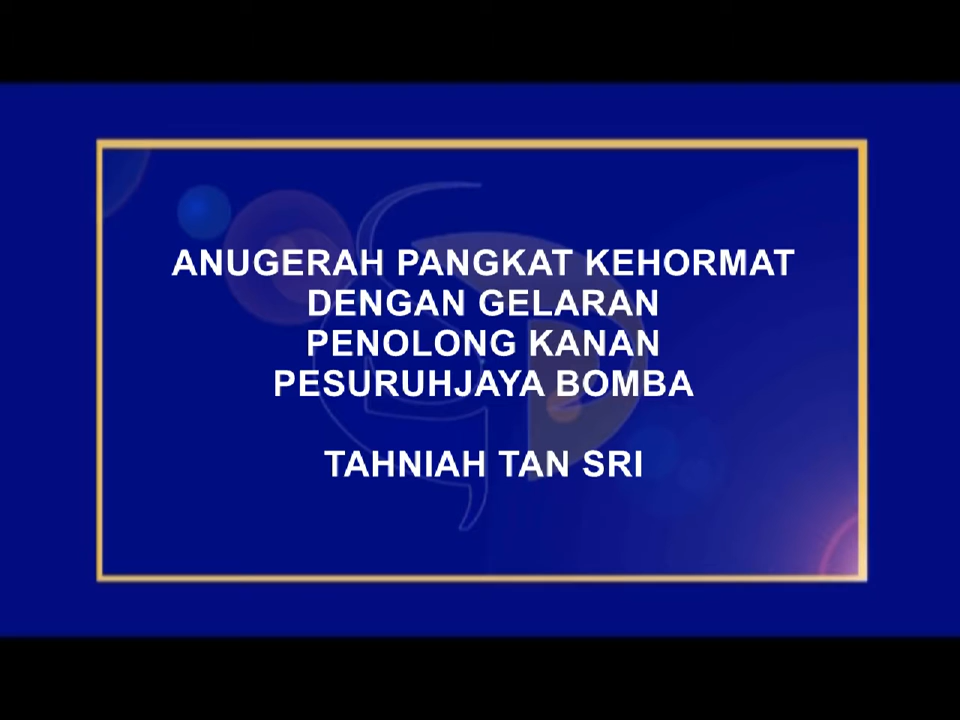 ANUGERAH PANGKAT KEHORMAT
DENGAN GELARAN
PENOLONG KANAN
PESURUHJAYA BOMBA
TAHNIAH TAN SRI